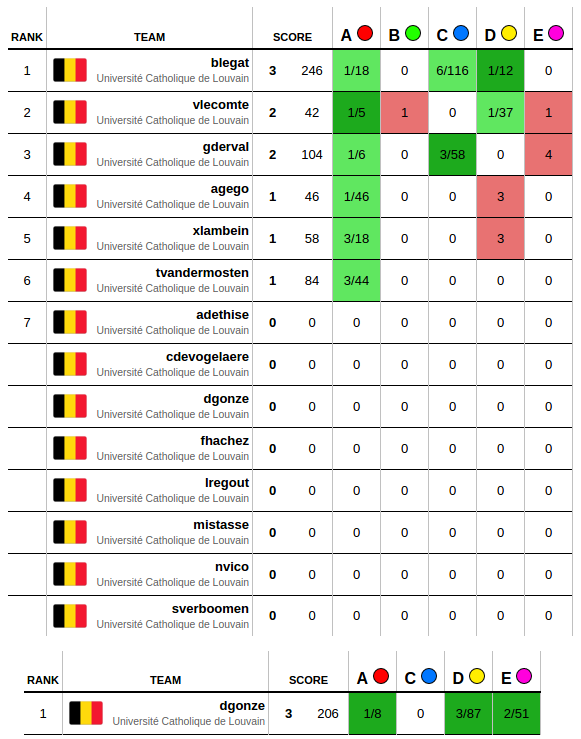 RANK TEAM SCORE A B C D E
1 blegat 3 246 1/18 0 6/116 1/12 0
Université Catholique de Louvain
2 vlecomte 2 42 1/5 1 0 1/37 1
Université Catholique de Louvain
3 gderval 2 104 1/6 0 3/58 0 4
Université Catholique de Louvain
4 agego 1 46 1/46 0 0 3 0
Université Catholique de Louvain
5 xlambein 1 58 3/18 0 0 3 0
Université Catholique de Louvain
6 tvandermosten 1 84 3/44 0 0 0 0
Université Catholique de Louvain
7 adethise 0 0 0 0 0 0 0
Université Catholique de Louvain
cdevogelaere 0 0 0 0 0 0 0
Université Catholique de Louvain
dgonze 0 0 0 0 0 0 0
Université Catholique de Louvain
fhachez 0 0 0 0 0 0 0
Université Catholique de Louvain
lregout 0 0 0 0 0 0 0
Université Catholique de Louvain
mistasse 0 0 0 0 0 0 0
Université Catholique de Louvain
nvico 0 0 0 0 0 0 0
Université Catholique de Louvain
sverboomen 0 0 0 0 0 0 0
Université Catholique de Louvain
RANK TEAM SCORE A C D E
1 dgonze 3 206 1/8 0 3/87 2/51
Université Catholique de Louvain